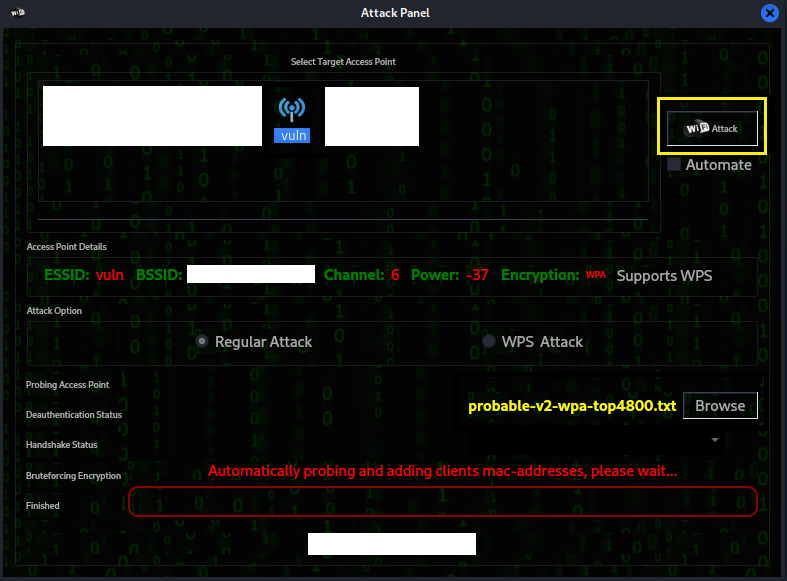 Attack Panel
Select Target Access Point
vuln
WiFi Attack
Automate
Access Point Details
ESSID: vuln BSSID: Channel: 6 Power: -37 Encryption: WPA Supports WPS
Attack Option
Regular Attack WPS Attack
Probing Access Point
probable-v2-wpa-top4800.txt Browse
Deauthentication Status
Handshake Status
Automatically probing and adding clients mac-addresses, please wait...
Bruteforcing Encryption
Finished